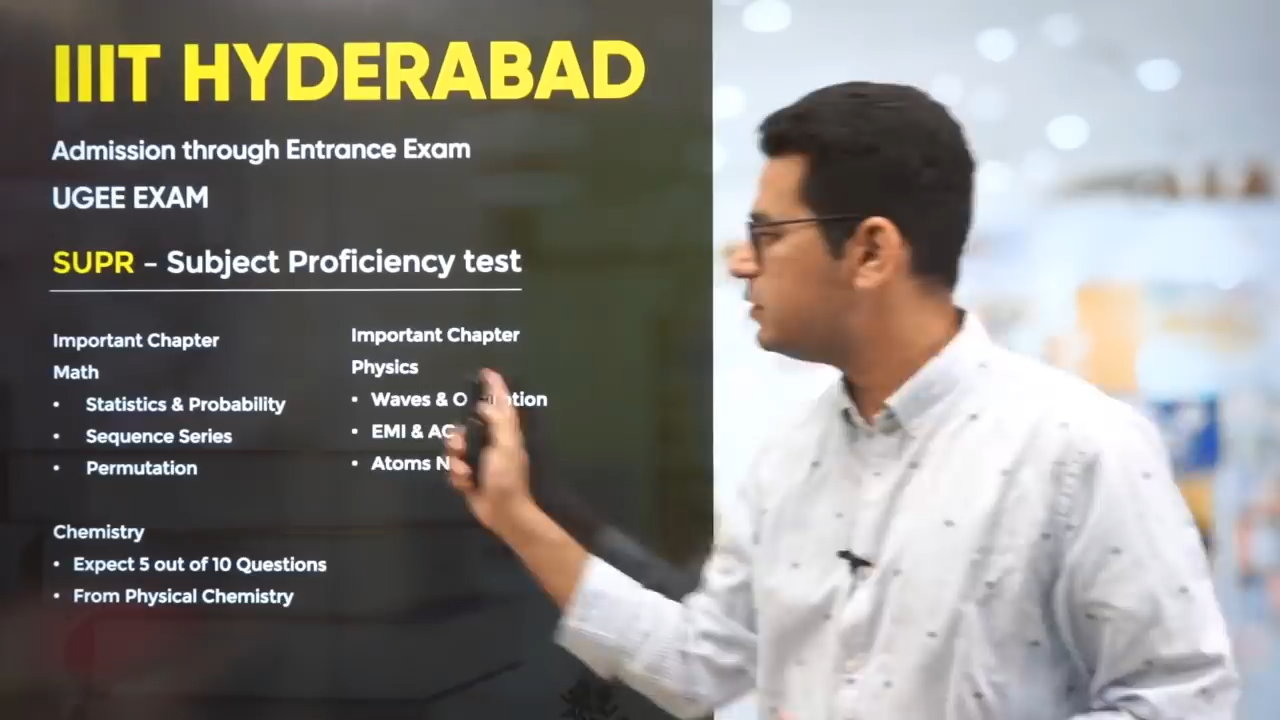 IIIT HYDERABAD
Admission through Entrance Exam
UGEE EXAM
SUPR – Subject Proficiency test
Important Chapter
Math
• Statistics & Probability
• Sequence Series
• Permutation
Important Chapter
Physics
• Waves &
• EMI & AC
• Atoms
Chemistry
• Expect 5 out of 10 Questions
• From Physical Chemistry